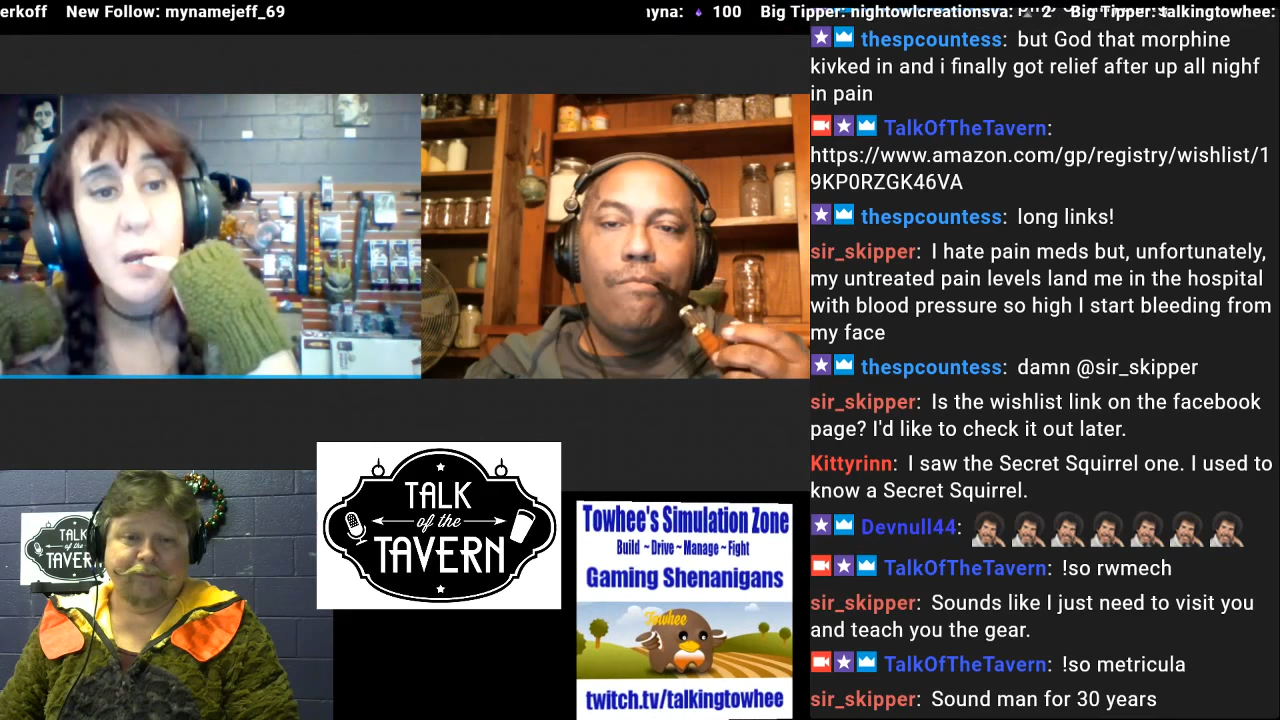 erkoff New Follow: mynamejeff_69
100 Big Tipper: nightowlcreationsva: 2 Big Tipper: talkingtowhee:
thespcountess: but God that morphine
kivked in and i finally got relief after up all nighf
in pain
TalkOfTheTavern:
https://www.amazon.com/gp/registry/wishlist/1
9KP0RZGK46VA
thespcountess: long links!
sir_skipper: I hate pain meds but, unfortunately,
my untreated pain levels land me in the hospital
with blood pressure so high I start bleeding from
my face
thespcountess: damn @sir_skipper
sir_skipper: Is the wishlist link on the facebook
page? I'd like to check it out later.
Kittyrinn: I saw the Secret Squirrel one. I used to
know a Secret Squirrel.
Devnull44:
TalkOfTheTavern: !so rwmech
sir_skipper: Sounds like I just need to visit you
and teach you the gear.
TalkOfTheTavern: !so metricula
sir_skipper: Sound man for 30 years
TALK
of the
TAVERN
TALK
of the
TAVERN
Towhee's Simulation Zone
Build ~ Drive ~ Manage ~ Fight
Gaming Shenanigans
Towhee
twitch.tv/talkingtowhee